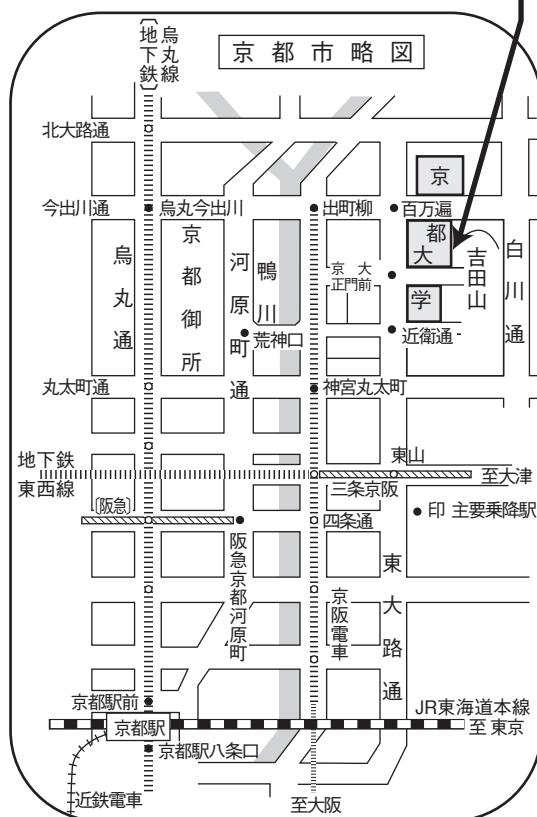 烏丸線
(地下鉄)
京都市略図
北大路通
今出川通
烏丸今出川
出町柳
百万遍
京
都
大
学
烏丸通
京都御所
河原町通
鴨川
荒神口
京大
正門前
吉田山
白川通
近衛通
丸太町通
神宮丸太町
地下鉄
東西線
東山
三条京阪
至大津
(阪急)
四条通
●印 主要乗降駅
阪急京都河原町
京阪電車
東大路通
京都駅前
JR東海道本線
至東京
京都駅
京都駅八条口
近鉄電車
至大阪